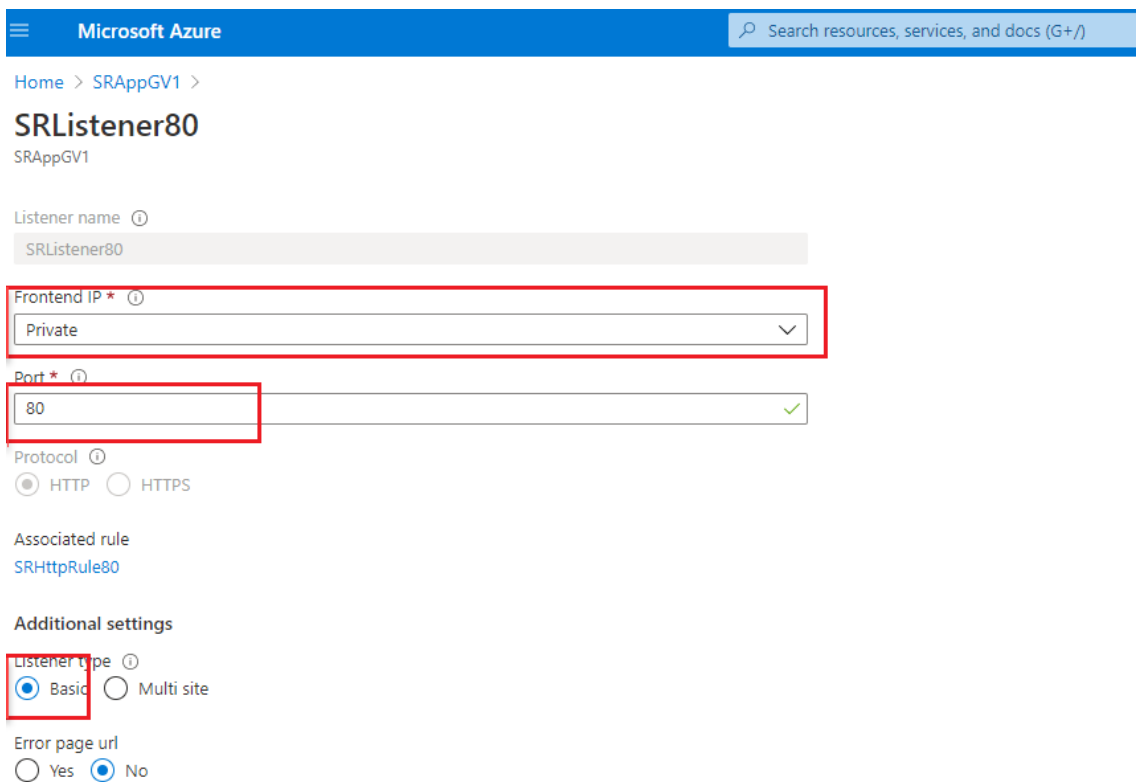 Microsoft Azure
Search resources, services, and docs (G+/)
Home > SRAppGV1 >
SRListener80
SRAppGV1
Listener name
SRListener80
Frontend IP *
Private
Port *
80
Protocol
HTTP HTTPS
Associated rule
SRHttpRule80
Additional settings
Listener type
Basic Multi site
Error page url
Yes No